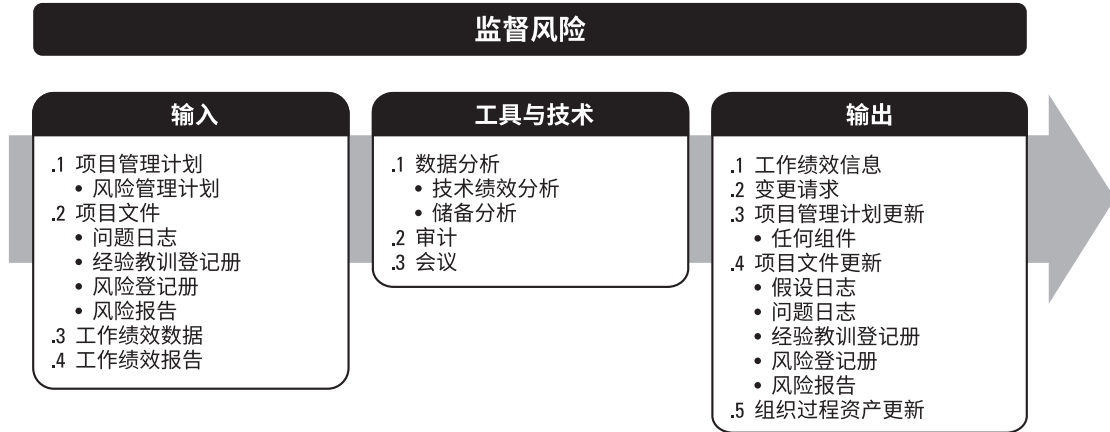 监督风险
输入
.1 项目管理计划
• 风险管理计划
.2 项目文件
• 问题日志
• 经验教训登记册
• 风险登记册
• 风险报告
.3 工作绩效数据
.4 工作绩效报告
工具与技术
.1 数据分析
• 技术绩效分析
• 储备分析
.2 审计
.3 会议
输出
.1 工作绩效信息
.2 变更请求
.3 项目管理计划更新
• 任何组件
.4 项目文件更新
• 假设日志
• 问题日志
• 经验教训登记册
• 风险登记册
• 风险报告
.5 组织过程资产更新